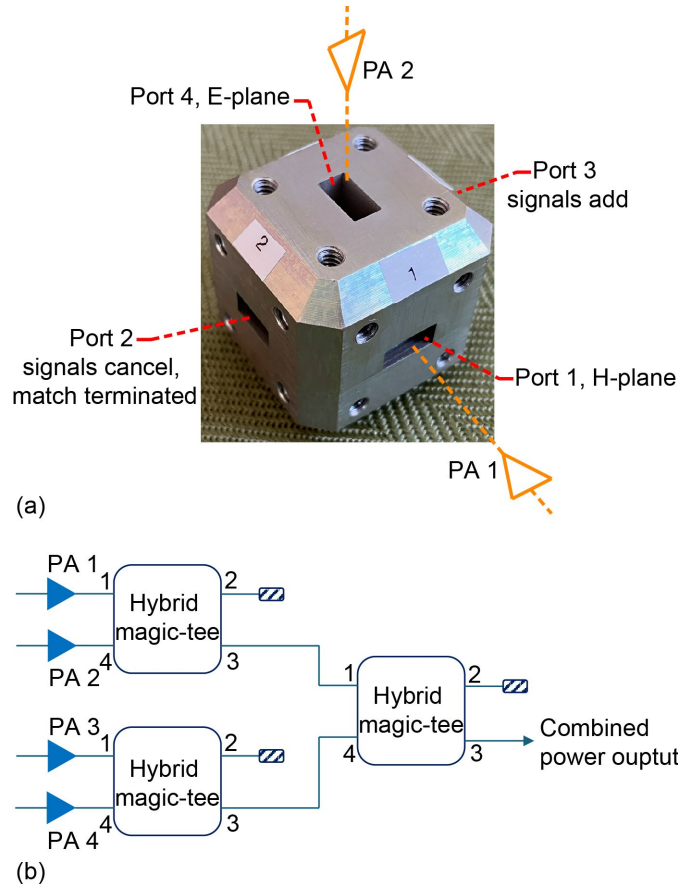 PA 2
Port 4, E-plane
Port 3
signals add
2
1
Port 2
signals cancel,
match terminated
Port 1, H-plane
PA 1
(a)
PA 1
1
Hybrid
magic-tee
2
4
3
PA 2
PA 3
1
Hybrid
magic-tee
2
4
3
PA 4
1
Hybrid
magic-tee
2
4
3
Combined
power ouptut
(b)